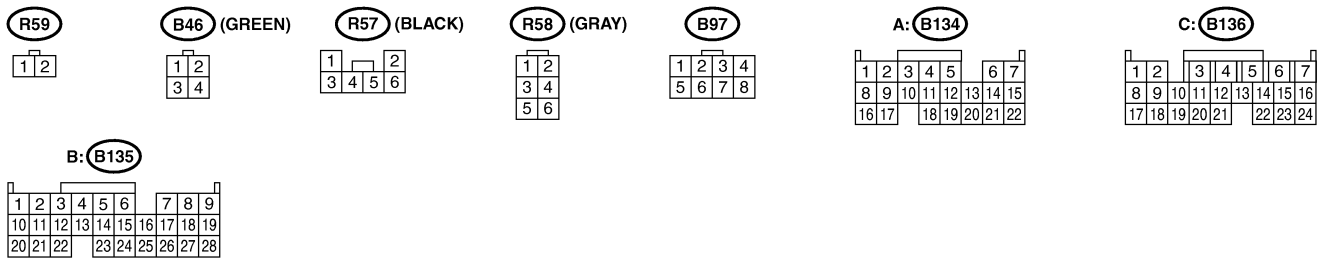 R59 B46 (GREEN) R57 (BLACK) R58 (GRAY) B97 A: B134 C: B136
1 2
1 2
3 4
1 2
3 4 5 6
1 2
3 4
5 6
1 2 3 4
5 6 7 8
1 2 3 4 5 6 7
8 9 10 11 12 13 14 15
16 17 18 19 20 21 22
1 2 3 4 5 6 7
8 9 10 11 12 13 14 15 16
17 18 19 20 21 22 23 24
B: B135
1 2 3 4 5 6 7 8 9
10 11 12 13 14 15 16 17 18 19
20 21 22 23 24 25 26 27 28